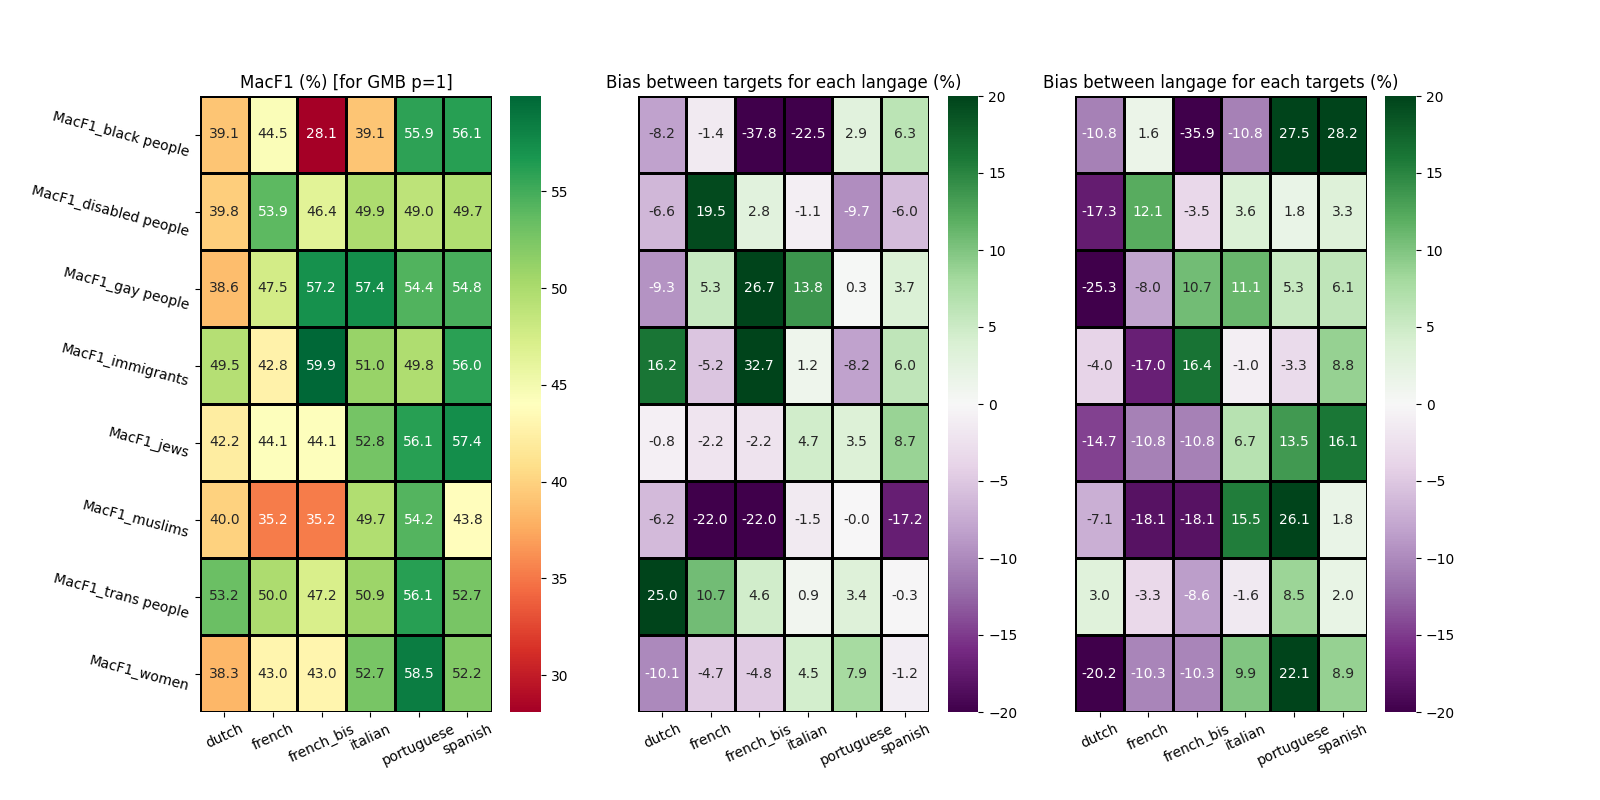 MacF1 (%) [for GMB p=1]
Bias between targets for each langage (%)
Bias between langage for each targets (%)
MacF1_black people 39.1 44.5 28.1 39.1 55.9 56.1
MacF1_disabled people 39.8 53.9 46.4 49.9 49.0 49.7
MacF1_gay people 38.6 47.5 57.2 57.4 54.4 54.8
MacF1_immigrants 49.5 42.8 59.9 51.0 49.8 56.0
MacF1_jews 42.2 44.1 44.1 52.8 56.1 57.4
MacF1_muslims 40.0 35.2 35.2 49.7 54.2 43.8
MacF1_trans people 53.2 50.0 47.2 50.9 56.1 52.7
MacF1_women 38.3 43.0 43.0 52.7 58.5 52.2
dutch french french_bis italian portuguese spanish
55
50
45
40
35
30
-8.2 -1.4 -37.8 -22.5 2.9 6.3
-6.6 19.5 2.8 -1.1 -9.7 -6.0
-9.3 5.3 26.7 13.8 0.3 3.7
16.2 -5.2 32.7 1.2 -8.2 6.0
-0.8 -2.2 -2.2 4.7 3.5 8.7
-6.2 -22.0 -22.0 -1.5 -0.0 -17.2
25.0 10.7 4.6 0.9 3.4 -0.3
-10.1 -4.7 -4.8 4.5 7.9 -1.2
dutch french french_bis italian portuguese spanish
20
15
10
5
0
−5
−10
−15
−20
-10.8 1.6 -35.9 -10.8 27.5 28.2
-17.3 12.1 -3.5 3.6 1.8 3.3
-25.3 -8.0 10.7 11.1 5.3 6.1
-4.0 -17.0 16.4 -1.0 -3.3 8.8
-14.7 -10.8 -10.8 6.7 13.5 16.1
-7.1 -18.1 -18.1 15.5 26.1 1.8
3.0 -3.3 -8.6 -1.6 8.5 2.0
-20.2 -10.3 -10.3 9.9 22.1 8.9
dutch french french_bis italian portuguese spanish
20
15
10
5
0
−5
−10
−15
−20